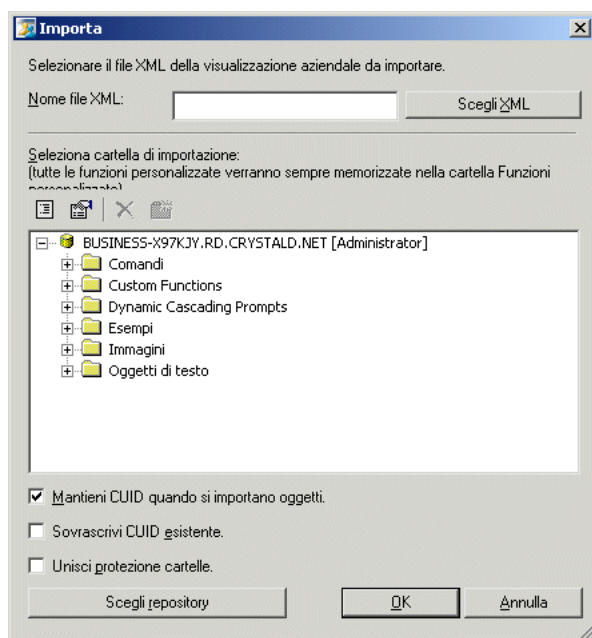 Importa
Selezionare il file XML della visualizzazione aziendale da importare.
Nome file XML:
Scegli XML
Seleziona cartella di importazione:
(tutte le funzioni personalizzate verranno sempre memorizzate nella cartella Funzioni
personalizzate)
BUSINESS-X97KJY.RD.CRYSTALD.NET [Administrator]
Comandi
Custom Functions
Dynamic Cascading Prompts
Esempi
Immagini
Oggetti di testo
Mantieni CUID quando si importano oggetti.
Sovrascrivi CUID esistente.
Unisci protezione cartelle.
Scegli repository
OK
Annulla